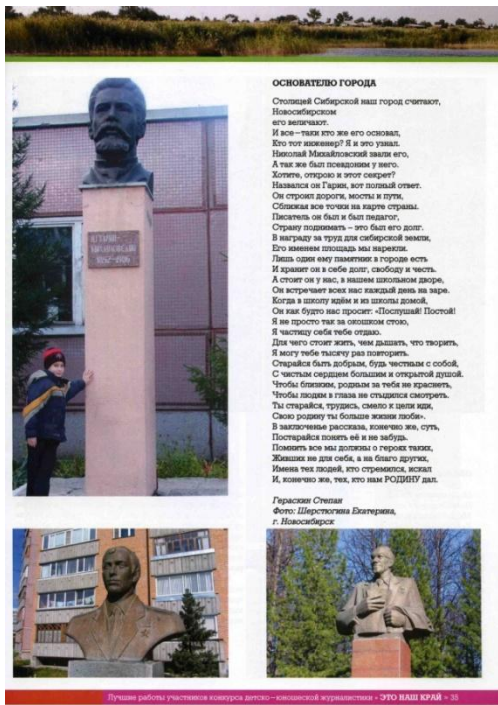 Н.Г.ГАРИН-
МИХАЙЛОВСКИЙ
1852-1906
ОСНОВАТЕЛЮ ГОРОДА
Столицей Сибирской наш город считают,
Новосибирском
его величают.
И все–таки кто же его основал,
Кто тот инженер? Я и это узнал.
Николай Михайловский звали его,
А так же был псевдоним у него.
Хотите, открою и этот секрет?
Назвался он Гарин, вот полный ответ.
Он строил дороги, мосты и пути,
Сближая все точки на карте страны.
Писатель он был и был педагог,
Страну поднимать – это был его долг.
В награду за труд для сибирской земли,
Его именем площадь мы нарекли.
Лишь один ему памятник в городе есть
И хранит он в себе долг, свободу и честь.
А стоит он у нас, в нашем школьном дворе,
Он встречает всех нас каждый день на заре.
Когда в школу идём и из школы домой,
Он как будто нас просит: «Послушай! Постой!
Я не просто так за окошком стою,
Я частицу себя тебе отдаю.
Для чего стоит жить, чем дышать, что творить,
Я могу тебе тысячу раз повторить.
Старайся быть добрым, будь честным с собой,
С чистым сердцем большим и открытой душой.
Чтобы близким, родным за тебя не краснеть,
Чтобы людям в глаза не стыдился смотреть.
Ты старайся, трудись, смело к цели иди,
Свою родину ты больше жизни люби».
В заключенье рассказа, конечно же, суть,
Постарайся понять её и не забудь.
Помнить все мы должны о героях таких,
Живших не для себя, а на благо других,
Имена тех людей, кто стремился, искал
И, конечно же, тех, кто нам РОДИНУ дал.
Гераскин Степан
Фото: Шерстюгина Екатерина,
г. Новосибирск
Лучшие работы участников конкурса детско–юношеской журналистики • ЭТО НАШ КРАЙ • 35